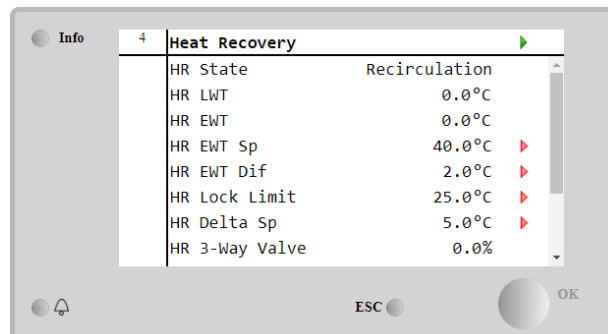 Info
4 Heat Recovery
HR State Recirculation
HR LWT 0.0°C
HR EWT 0.0°C
HR EWT Sp 40.0°C
HR EWT Dif 2.0°C
HR Lock Limit 25.0°C
HR Delta Sp 5.0°C
HR 3-Way Valve 0.0%
ESC OK